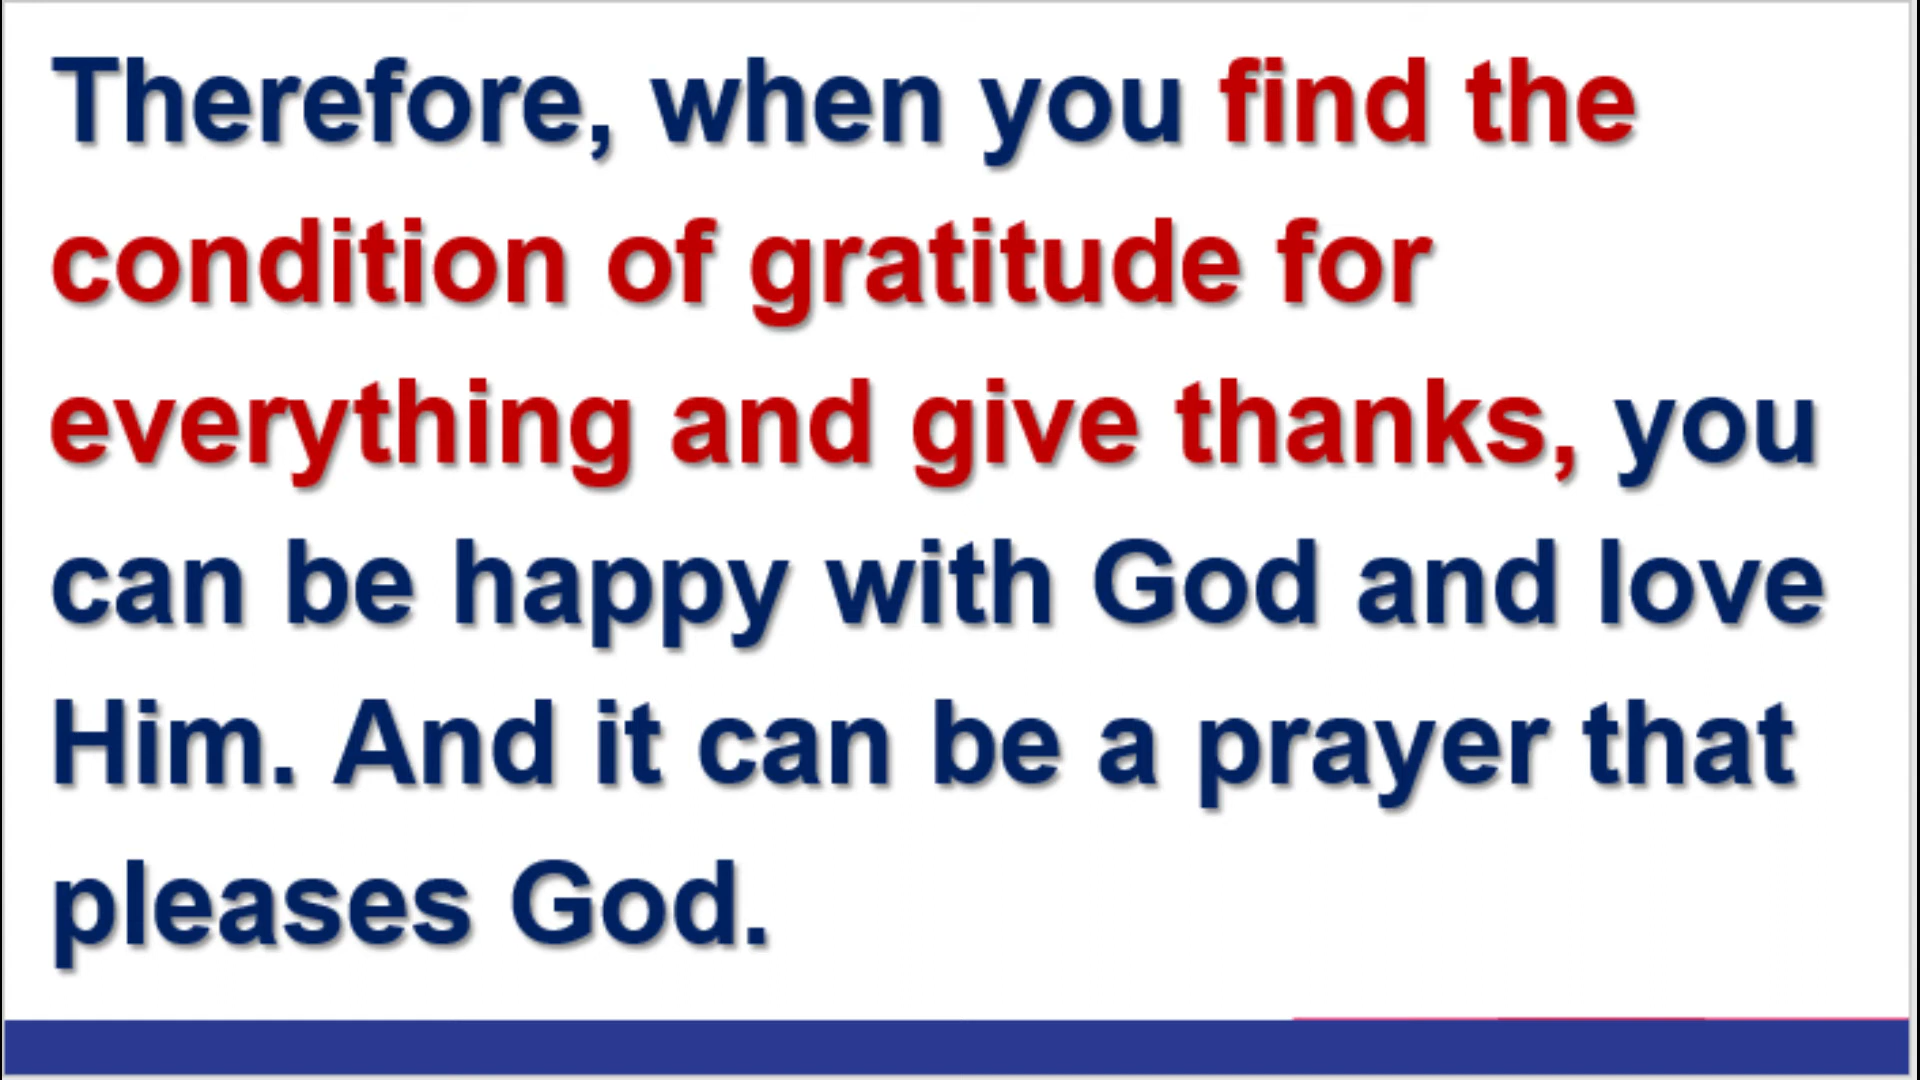 Therefore, when you find the
condition of gratitude for
everything and give thanks, you
can be happy with God and love
Him. And it can be a prayer that
pleases God.